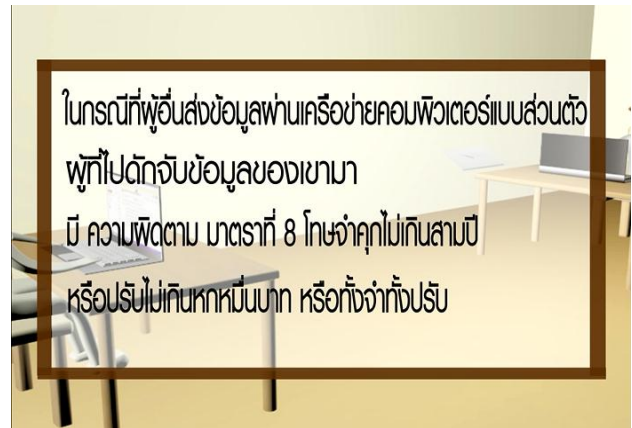 ในกรณีที่ผู้อื่นส่งข้อมูลผ่านเครือข่ายคอมพิวเตอร์แบบส่วนตัว
ผู้ที่ไปดักจับข้อมูลของเขามา
มี ความผิดตาม มาตราที่ 8 โทษจำคุกไม่เกินสามปี
หรือปรับไม่เกินหกหมื่นบาท หรือทั้งจำทั้งปรับ